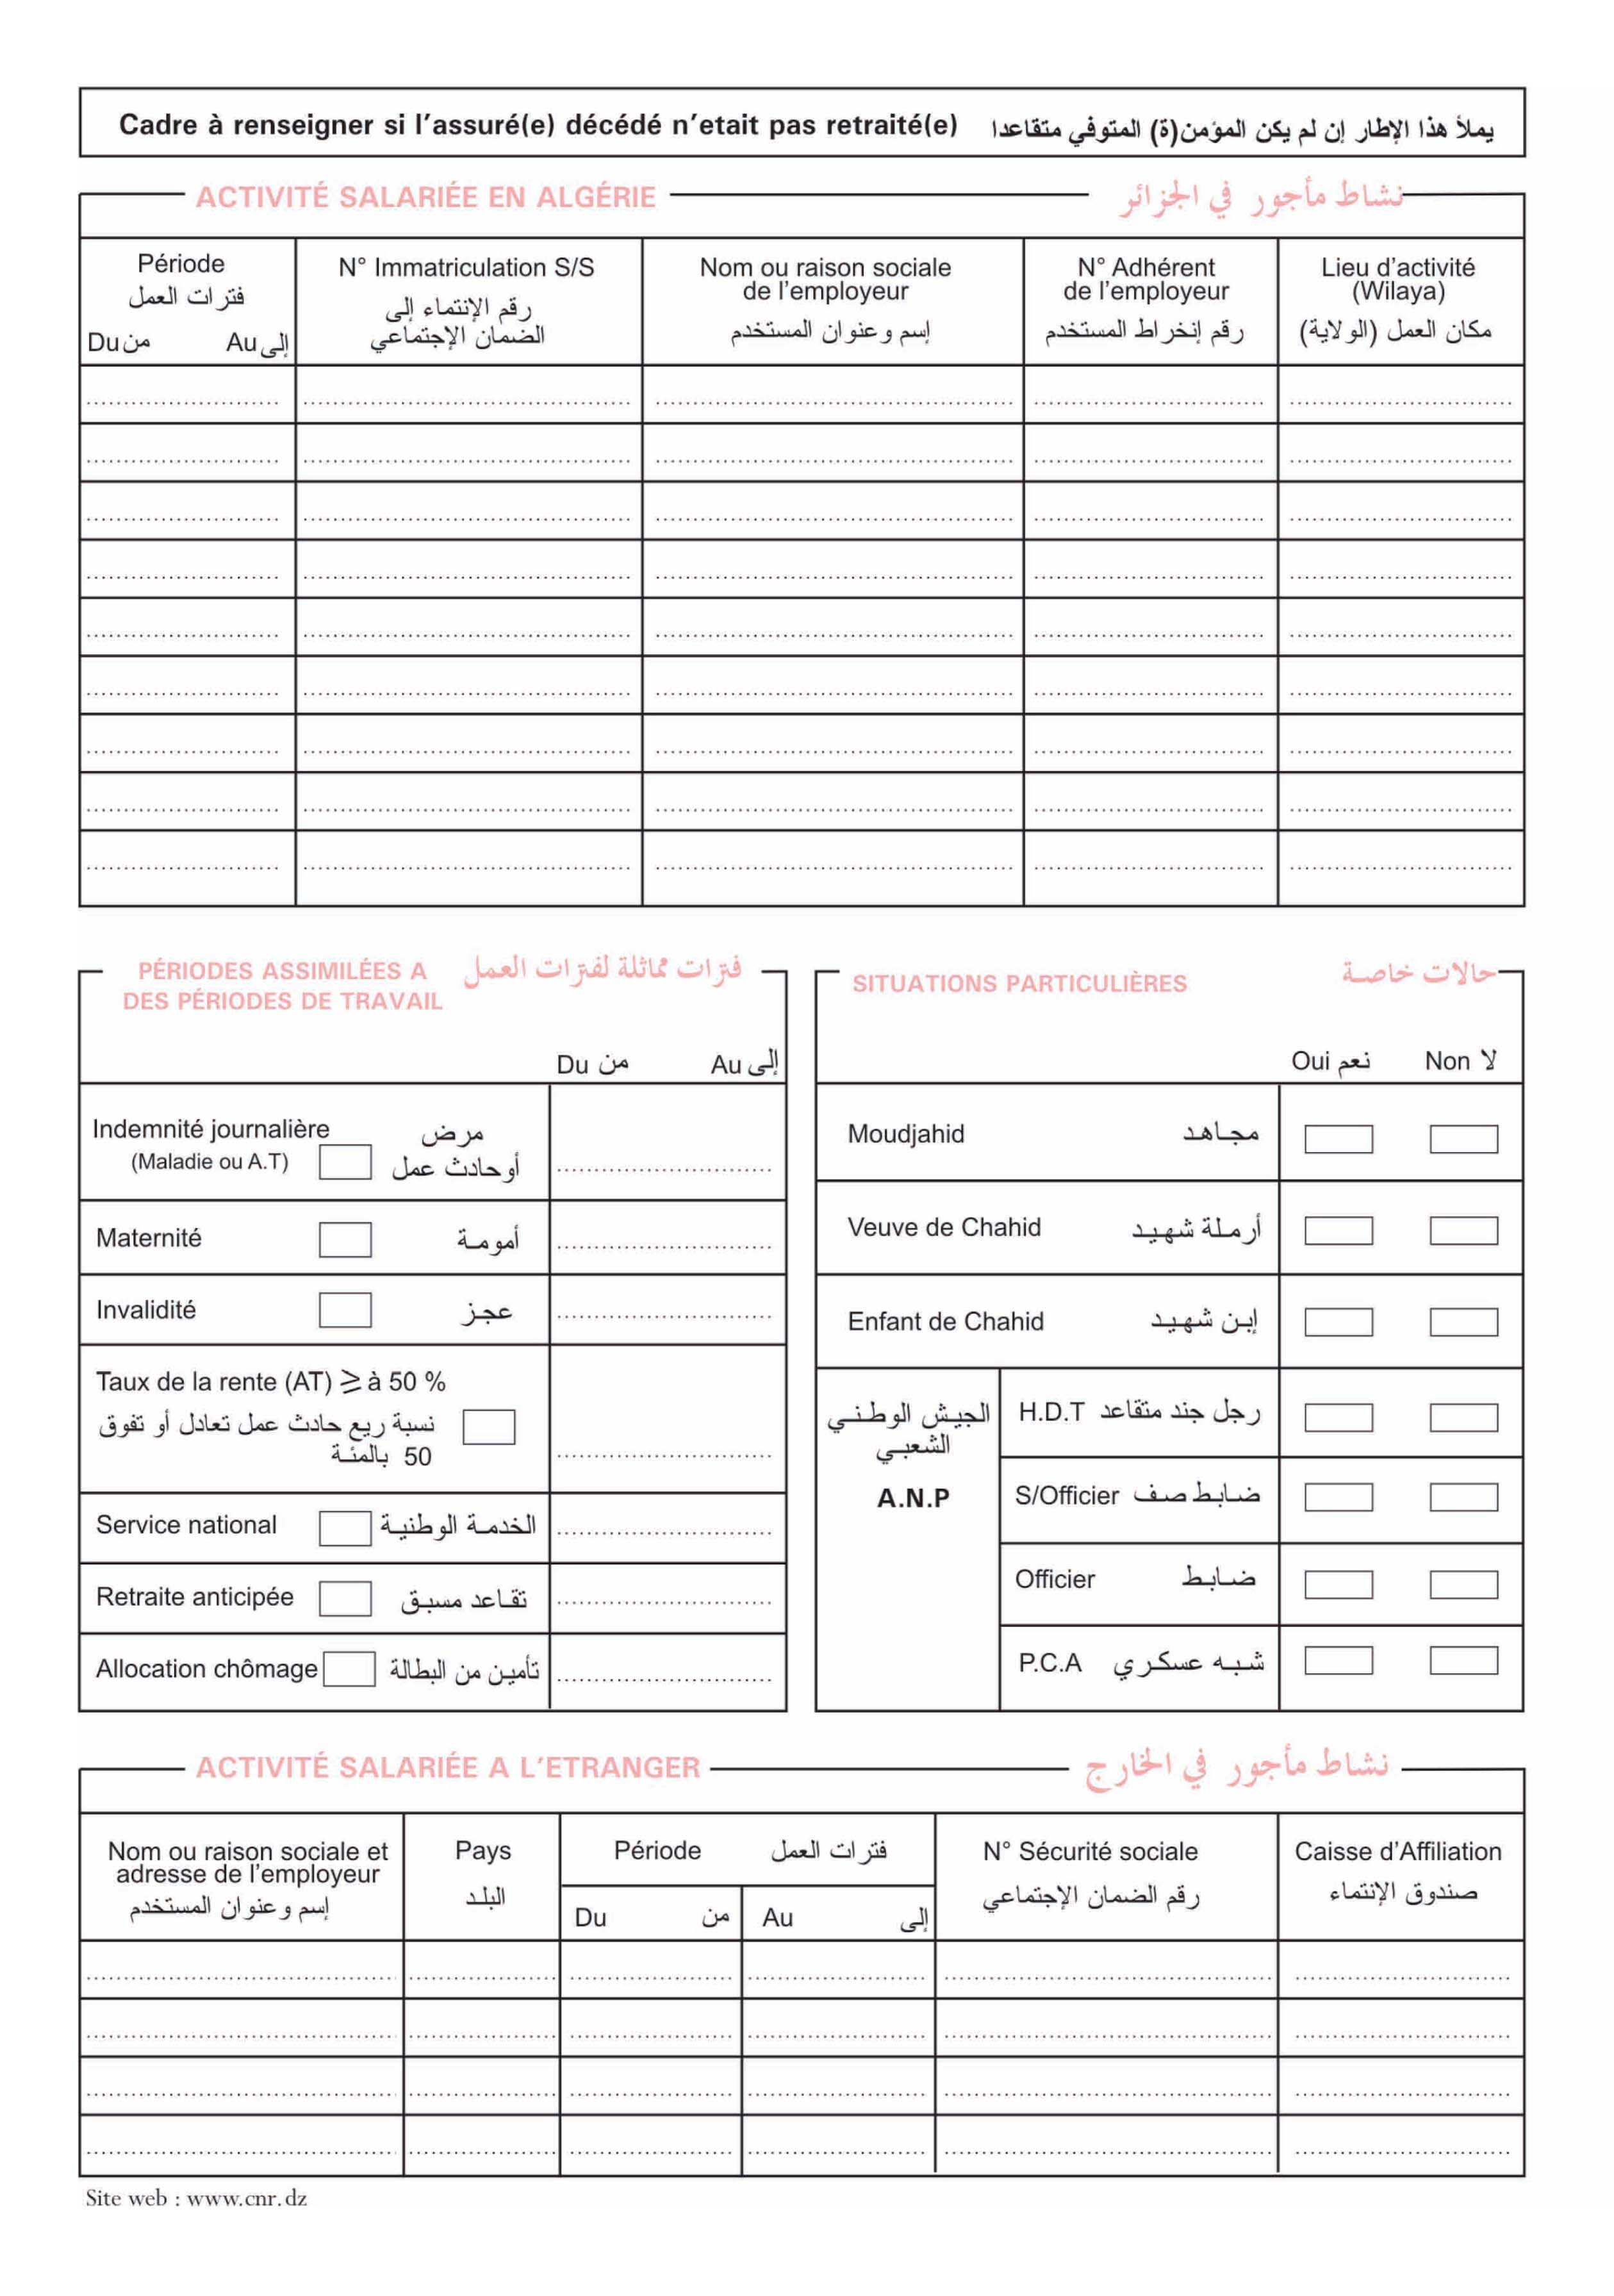 Cadre à renseigner si l'assuré(e) décédé n'etait pas retraité(e) يملأ هذا الإطار إن لم يكن المؤمن(ة) المتوفي متقاعدا
ACTIVITÉ SALARIÉE EN ALGÉRIE نشاط مأجور في الجزائر
Période
فترات العمل
Du من Au إلى
N° Immatriculation S/S
رقم الإنتماء إلى
الضمان الإجتماعي
Nom ou raison sociale
de l'employeur
إسم وعنوان المستخدم
N° Adhérent
de l'employeur
رقم إنخراط المستخدم
Lieu d'activité
(Wilaya)
مكان العمل (الولاية)
PÉRIODES ASSIMILÉES A فترات مماثلة لفترات العمل
DES PÉRIODES DE TRAVAIL
Du من Au إلى
Indemnité journalière مرض
(Maladie ou A.T) أوحادث عمل
Maternité أمومة
Invalidité عجز
Taux de la rente (AT) ≥ à 50 %
نسبة ريع حادث عمل تعادل أو تفوق
50 بالمئة
Service national الخدمة الوطنية
Retraite anticipée تقاعد مسبق
Allocation chômage تأمين من البطالة
SITUATIONS PARTICULIÈRES حالات خاصة
Oui نعم Non لا
Moudjahid مجاهد
Veuve de Chahid أرملة شهيد
Enfant de Chahid إبن شهيد
الجيش الوطني
الشعبي
A.N.P
H.D.T رجل جند متقاعد
S/Officier ضابط صف
Officier ضابط
P.C.A شبه عسكري
ACTIVITÉ SALARIÉE A L'ETRANGER نشاط مأجور في الخارج
Nom ou raison sociale et
adresse de l'employeur
إسم وعنوان المستخدم
Pays
البلد
Période فترات العمل
Du من Au إلى
N° Sécurité sociale
رقم الضمان الإجتماعي
Caisse d'Affiliation
صندوق الإنتماء
Site web : www.cnr.dz